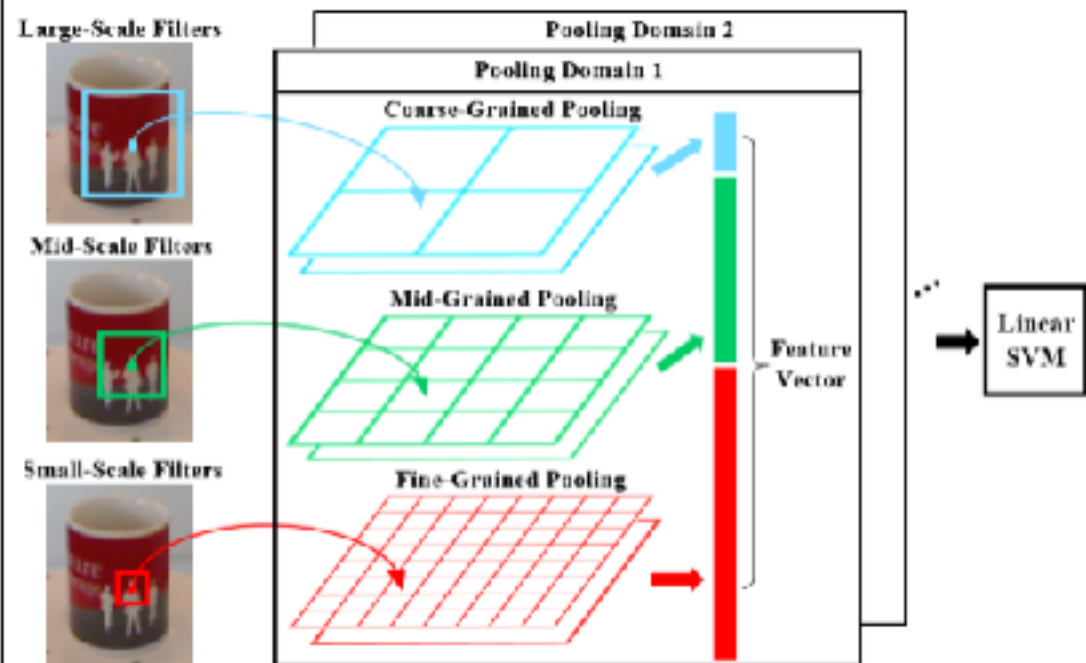 Large-Scale Filters
Pooling Domain 2
Pooling Domain 1
Coarse-Grained Pooling
Mid-Scale Filters
Mid-Grained Pooling
Feature
Vector
Linear
SVM
Small-Scale Filters
Fine-Grained Pooling